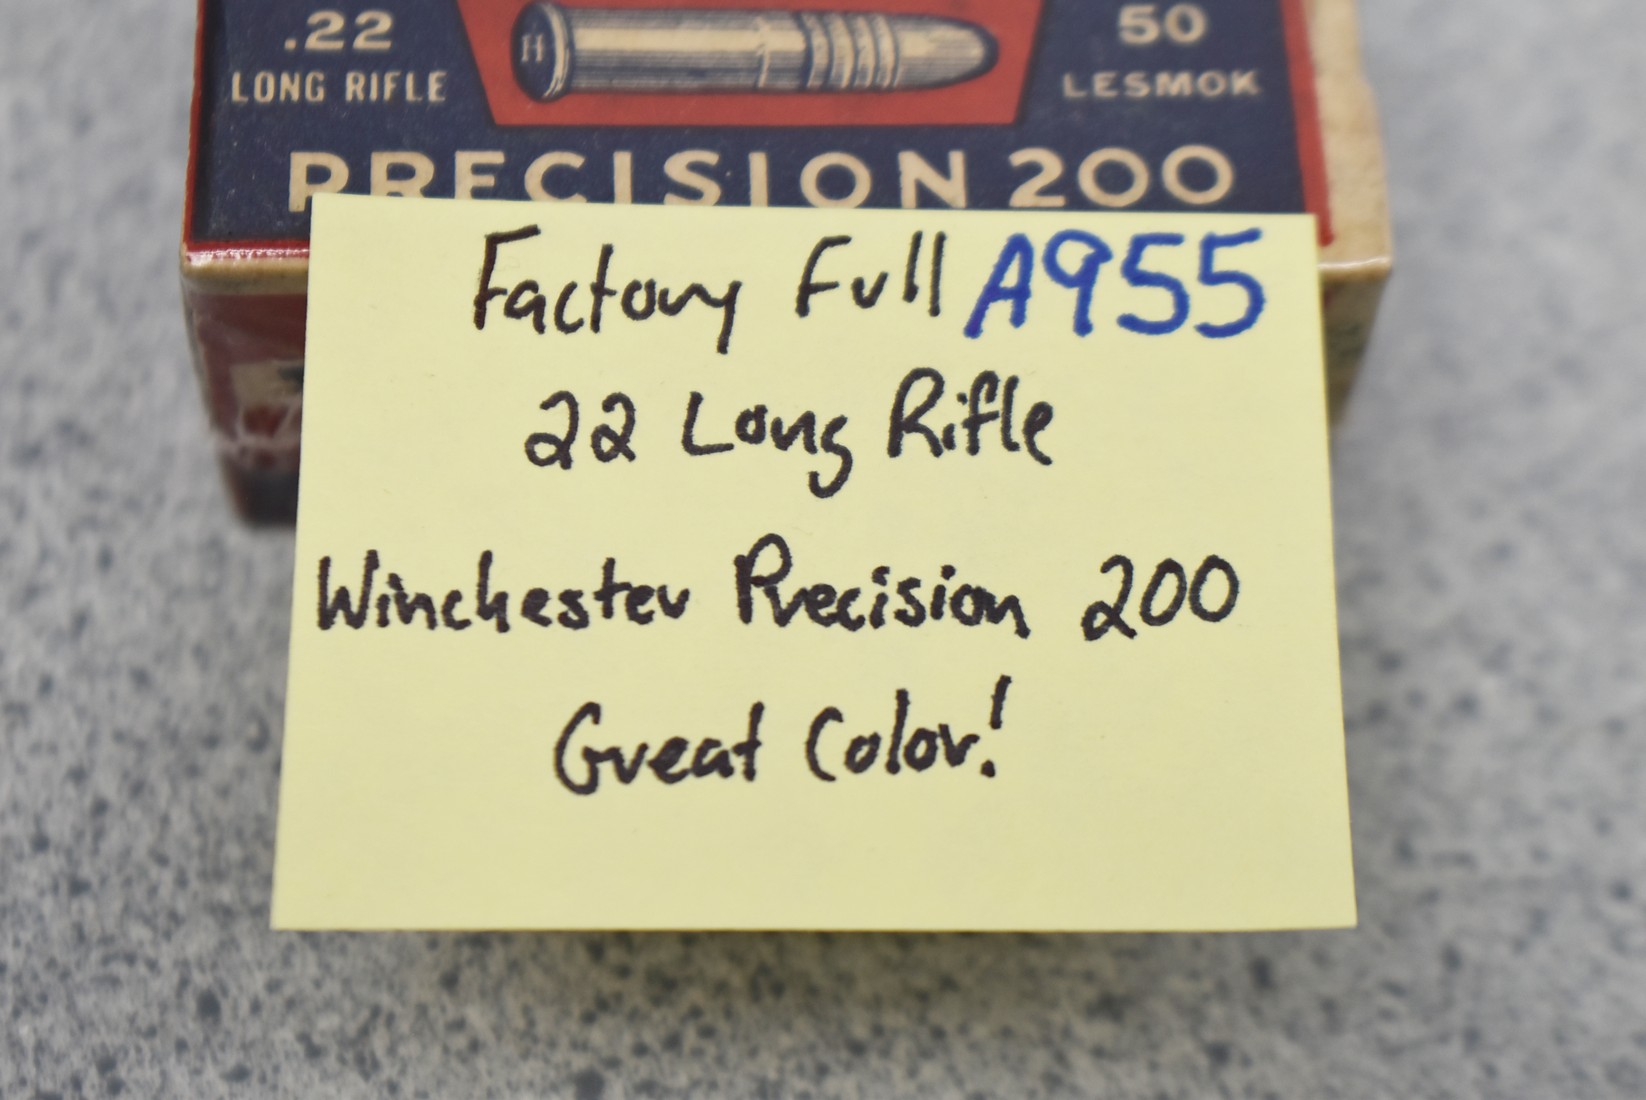 .22
LONG RIFLE
H
50
LESMOK
PRECISION 200
Factory Full A955
22 Long Rifle
Winchester Precision 200
Great Color!